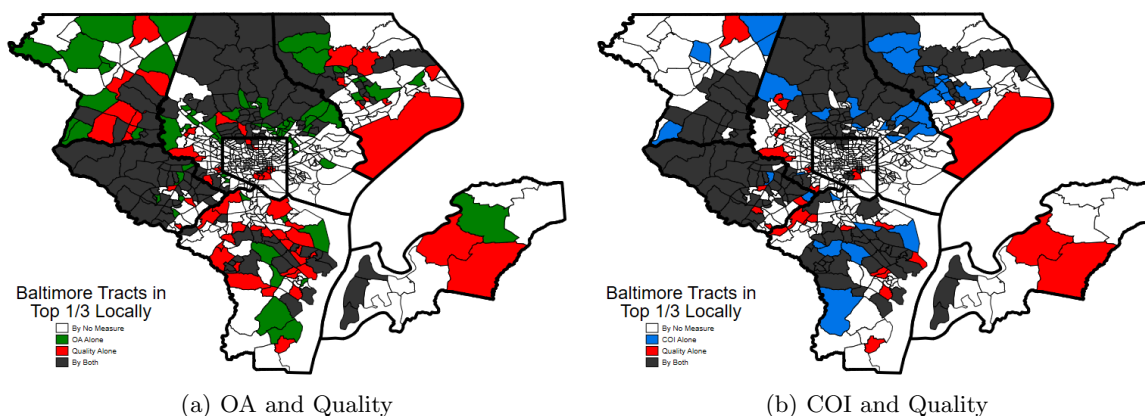 Baltimore Tracts in
Top 1/3 Locally
By No Measure
OA Alone
Quality Alone
By Both
(a) OA and Quality
Baltimore Tracts in
Top 1/3 Locally
By No Measure
COI Alone
Quality Alone
By Both
(b) COI and Quality